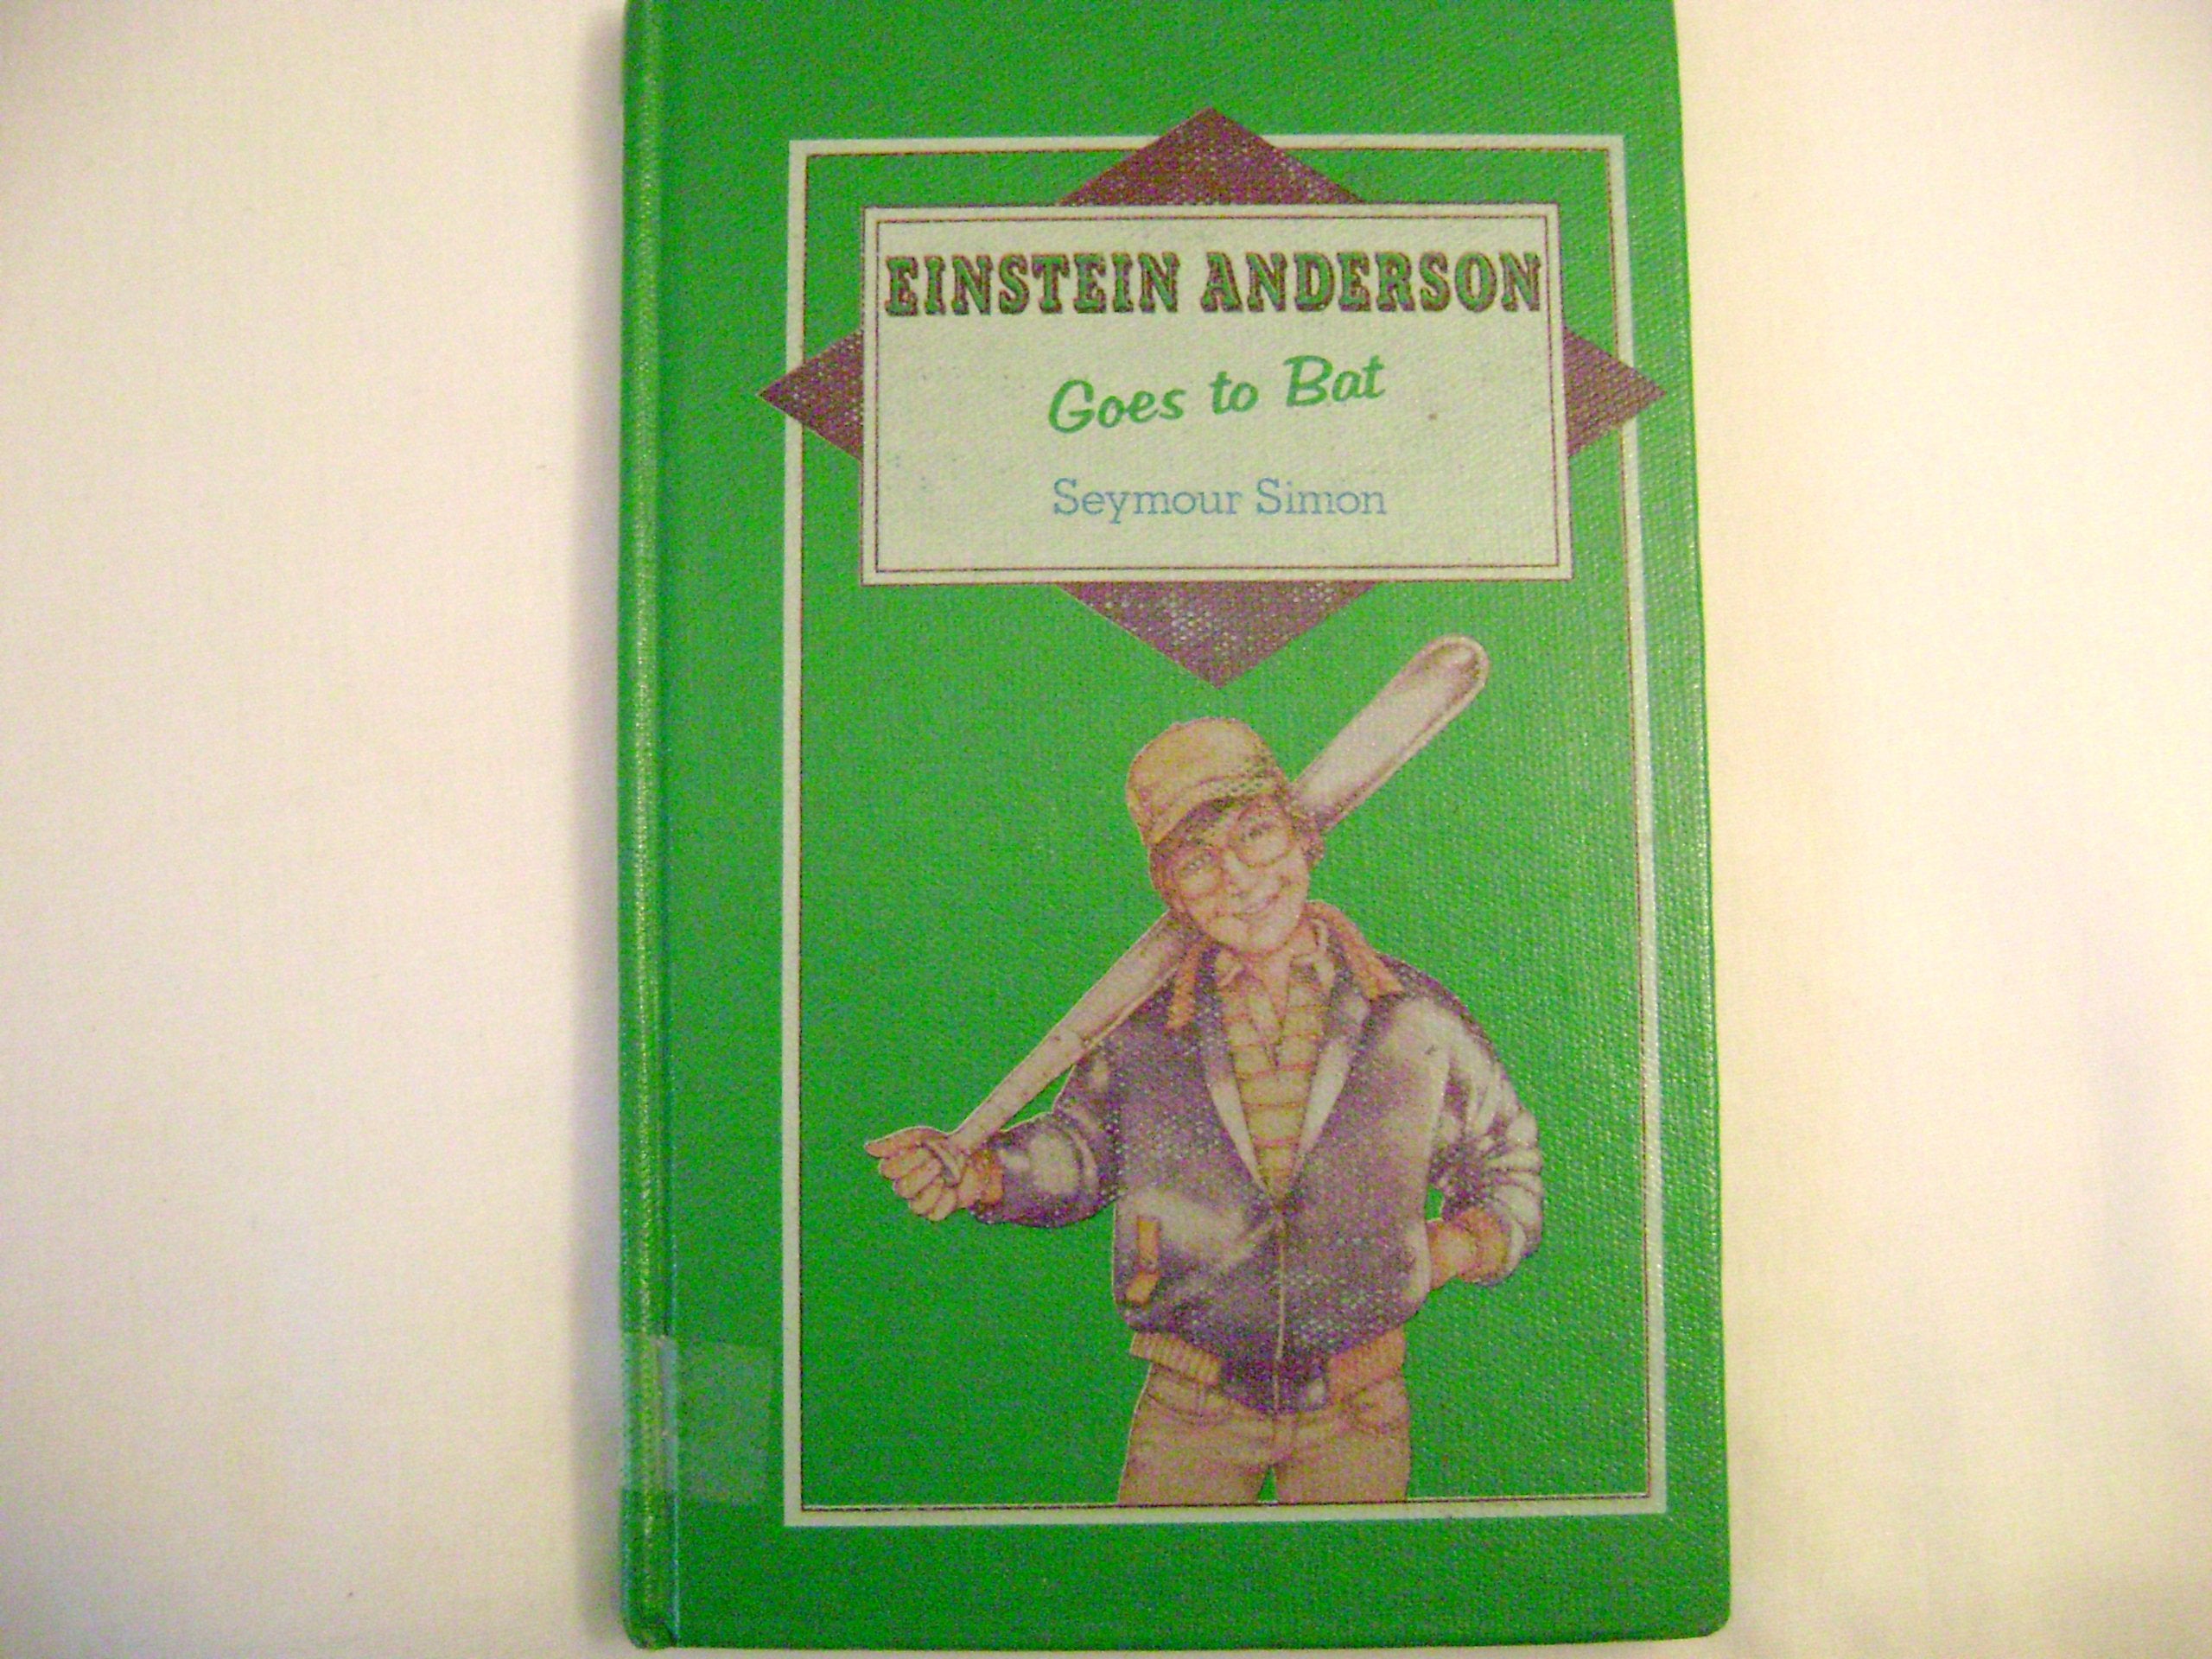 EINSTEIN ANDERSON
Goes to Bat
Seymour Simon